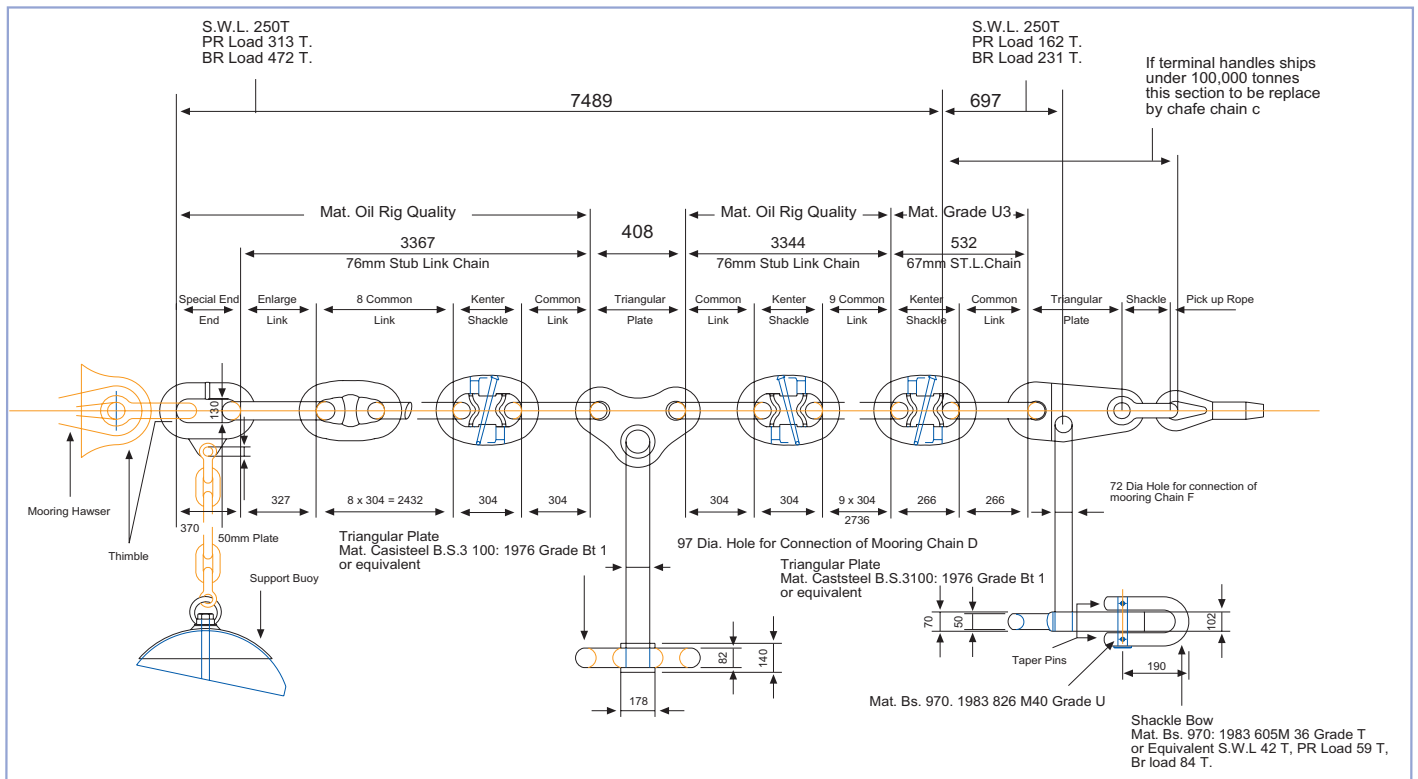 S.W.L. 250T
PR Load 313 T.
BR Load 472 T.
S.W.L. 250T
PR Load 162 T.
BR Load 231 T.
If terminal handles ships
under 100,000 tonnes
this section to be replace
by chafe chain c
7489
697
Mat. Oil Rig Quality
Mat. Oil Rig Quality
Mat. Grade U3
408
3367
76mm Stub Link Chain
3344
76mm Stub Link Chain
532
67mm ST.L.Chain
Special End
End
Enlarge
Link
8 Common
Link
Kenter
Shackle
Common
Link
Triangular
Plate
Common
Link
Kenter
Shackle
9 Common
Link
Kenter
Shackle
Common
Link
Triangular
Plate
Shackle
Pick up Rope
130
Mooring Hawser
Thimble
370
327
8 x 304 = 2432
304
304
304
304
9 x 304
2736
266
266
72 Dia Hole for connection of
mooring Chain F
50mm Plate
Triangular Plate
Mat. Casisteel B.S.3 100: 1976 Grade Bt 1
or equivalent
97 Dia. Hole for Connection of Mooring Chain D
Triangular Plate
Mat. Caststeel B.S.3100: 1976 Grade Bt 1
or equivalent
Support Buoy
82
140
178
70
50
102
Taper Pins
190
Mat. Bs. 970. 1983 826 M40 Grade U
Shackle Bow
Mat. Bs. 970: 1983 605M 36 Grade T
or Equivalent S.W.L 42 T, PR Load 59 T,
Br load 84 T.